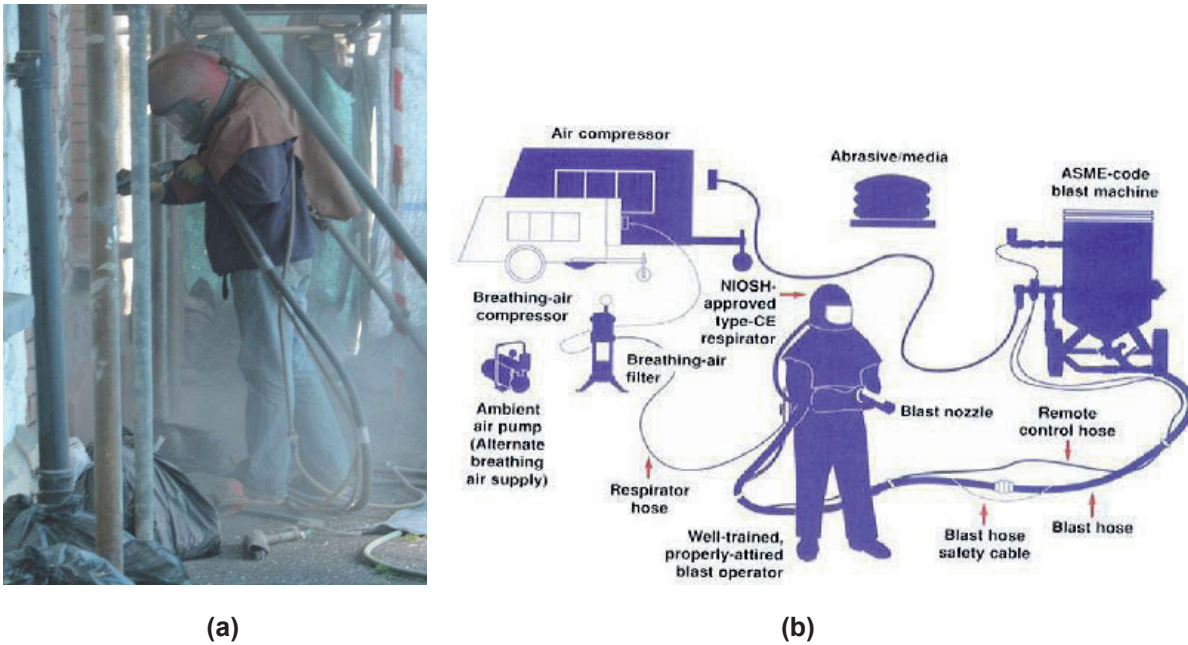 Air compressor
Abrasive/media
ASME-code
blast machine
NIOSH-
approved
type-CE
respirator
Breathing-air
compressor
Breathing-air
filter
Ambient
air pump
(Alternate
breathing
air supply)
Blast nozzle
Remote
control hose
Respirator
hose
Well-trained,
properly-attired
blast operator
Blast hose
safety cable
Blast hose
(a)
(b)